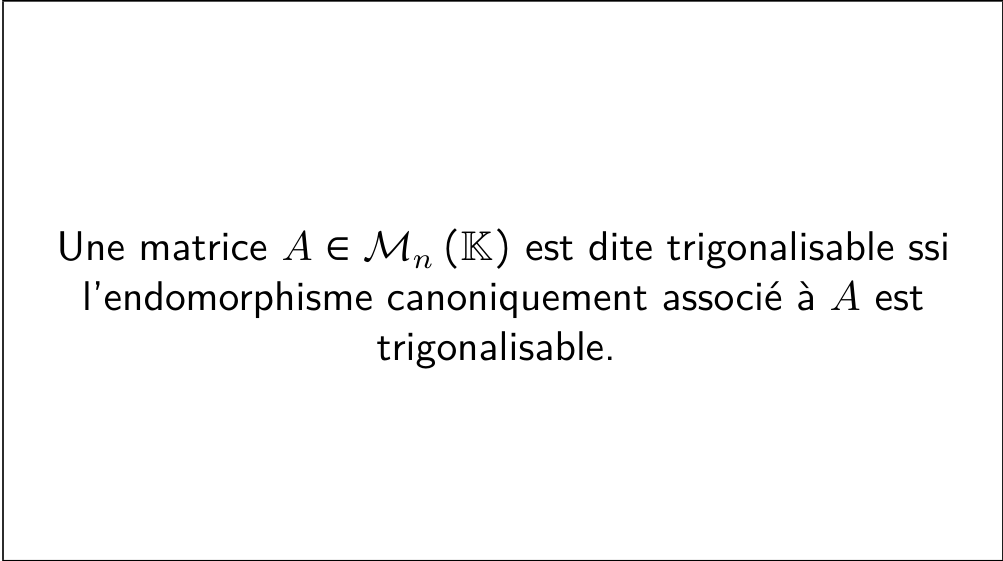 Une matrice $A \in \mathcal{M}_n(\mathbb{K})$ est dite trigonalisable ssi
l'endomorphisme canoniquement associé à $A$ est
trigonalisable.